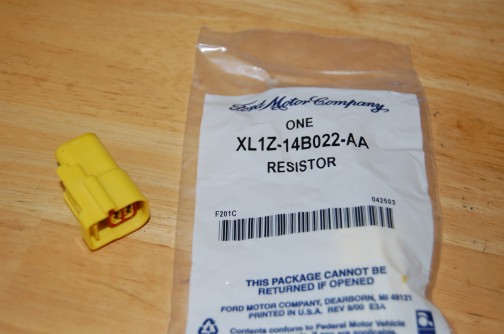 Ford Motor Company
ONE
XL1Z-14B022-AA
RESISTOR
F201C 042503
THIS PACKAGE CANNOT BE
RETURNED IF OPENED
FORD MOTOR COMPANY, DEARBORN, MI 48121
PRINTED IN U.S.A. REV 8/00 E3A
Contents conform to Federal Motor Vehicle